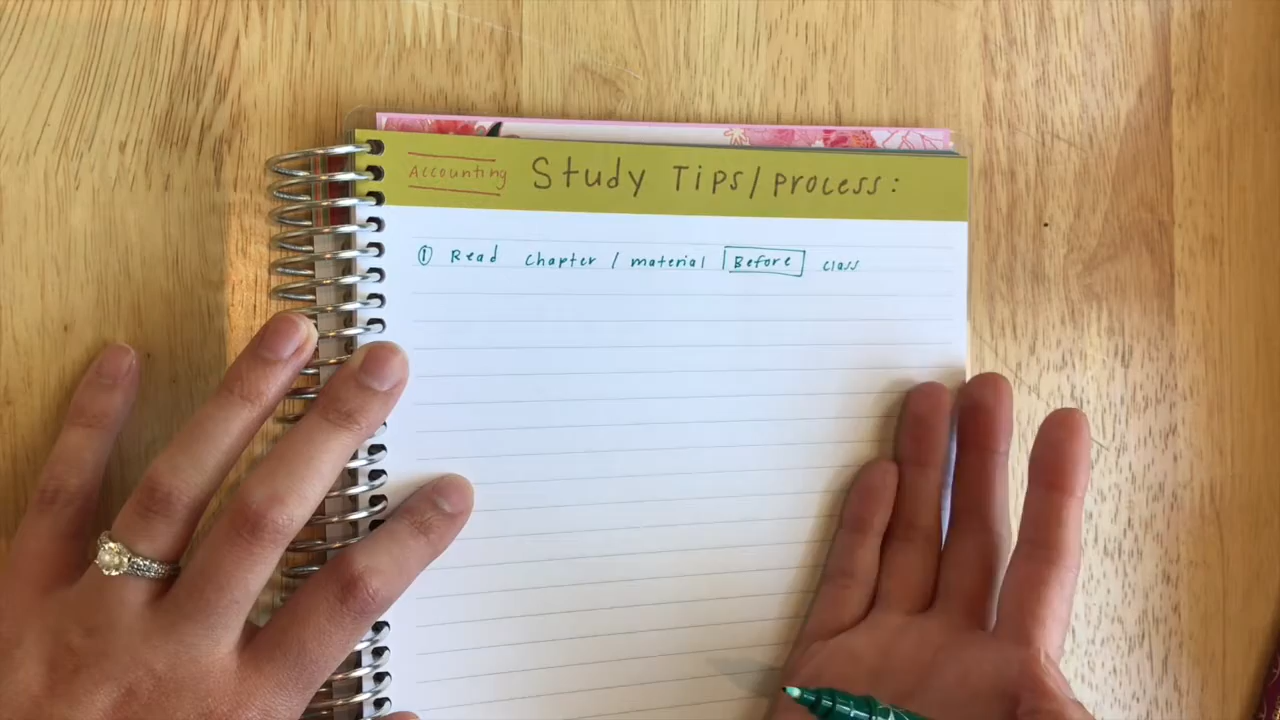 Accounting Study Tips/process:
① Read chapter / material Before class